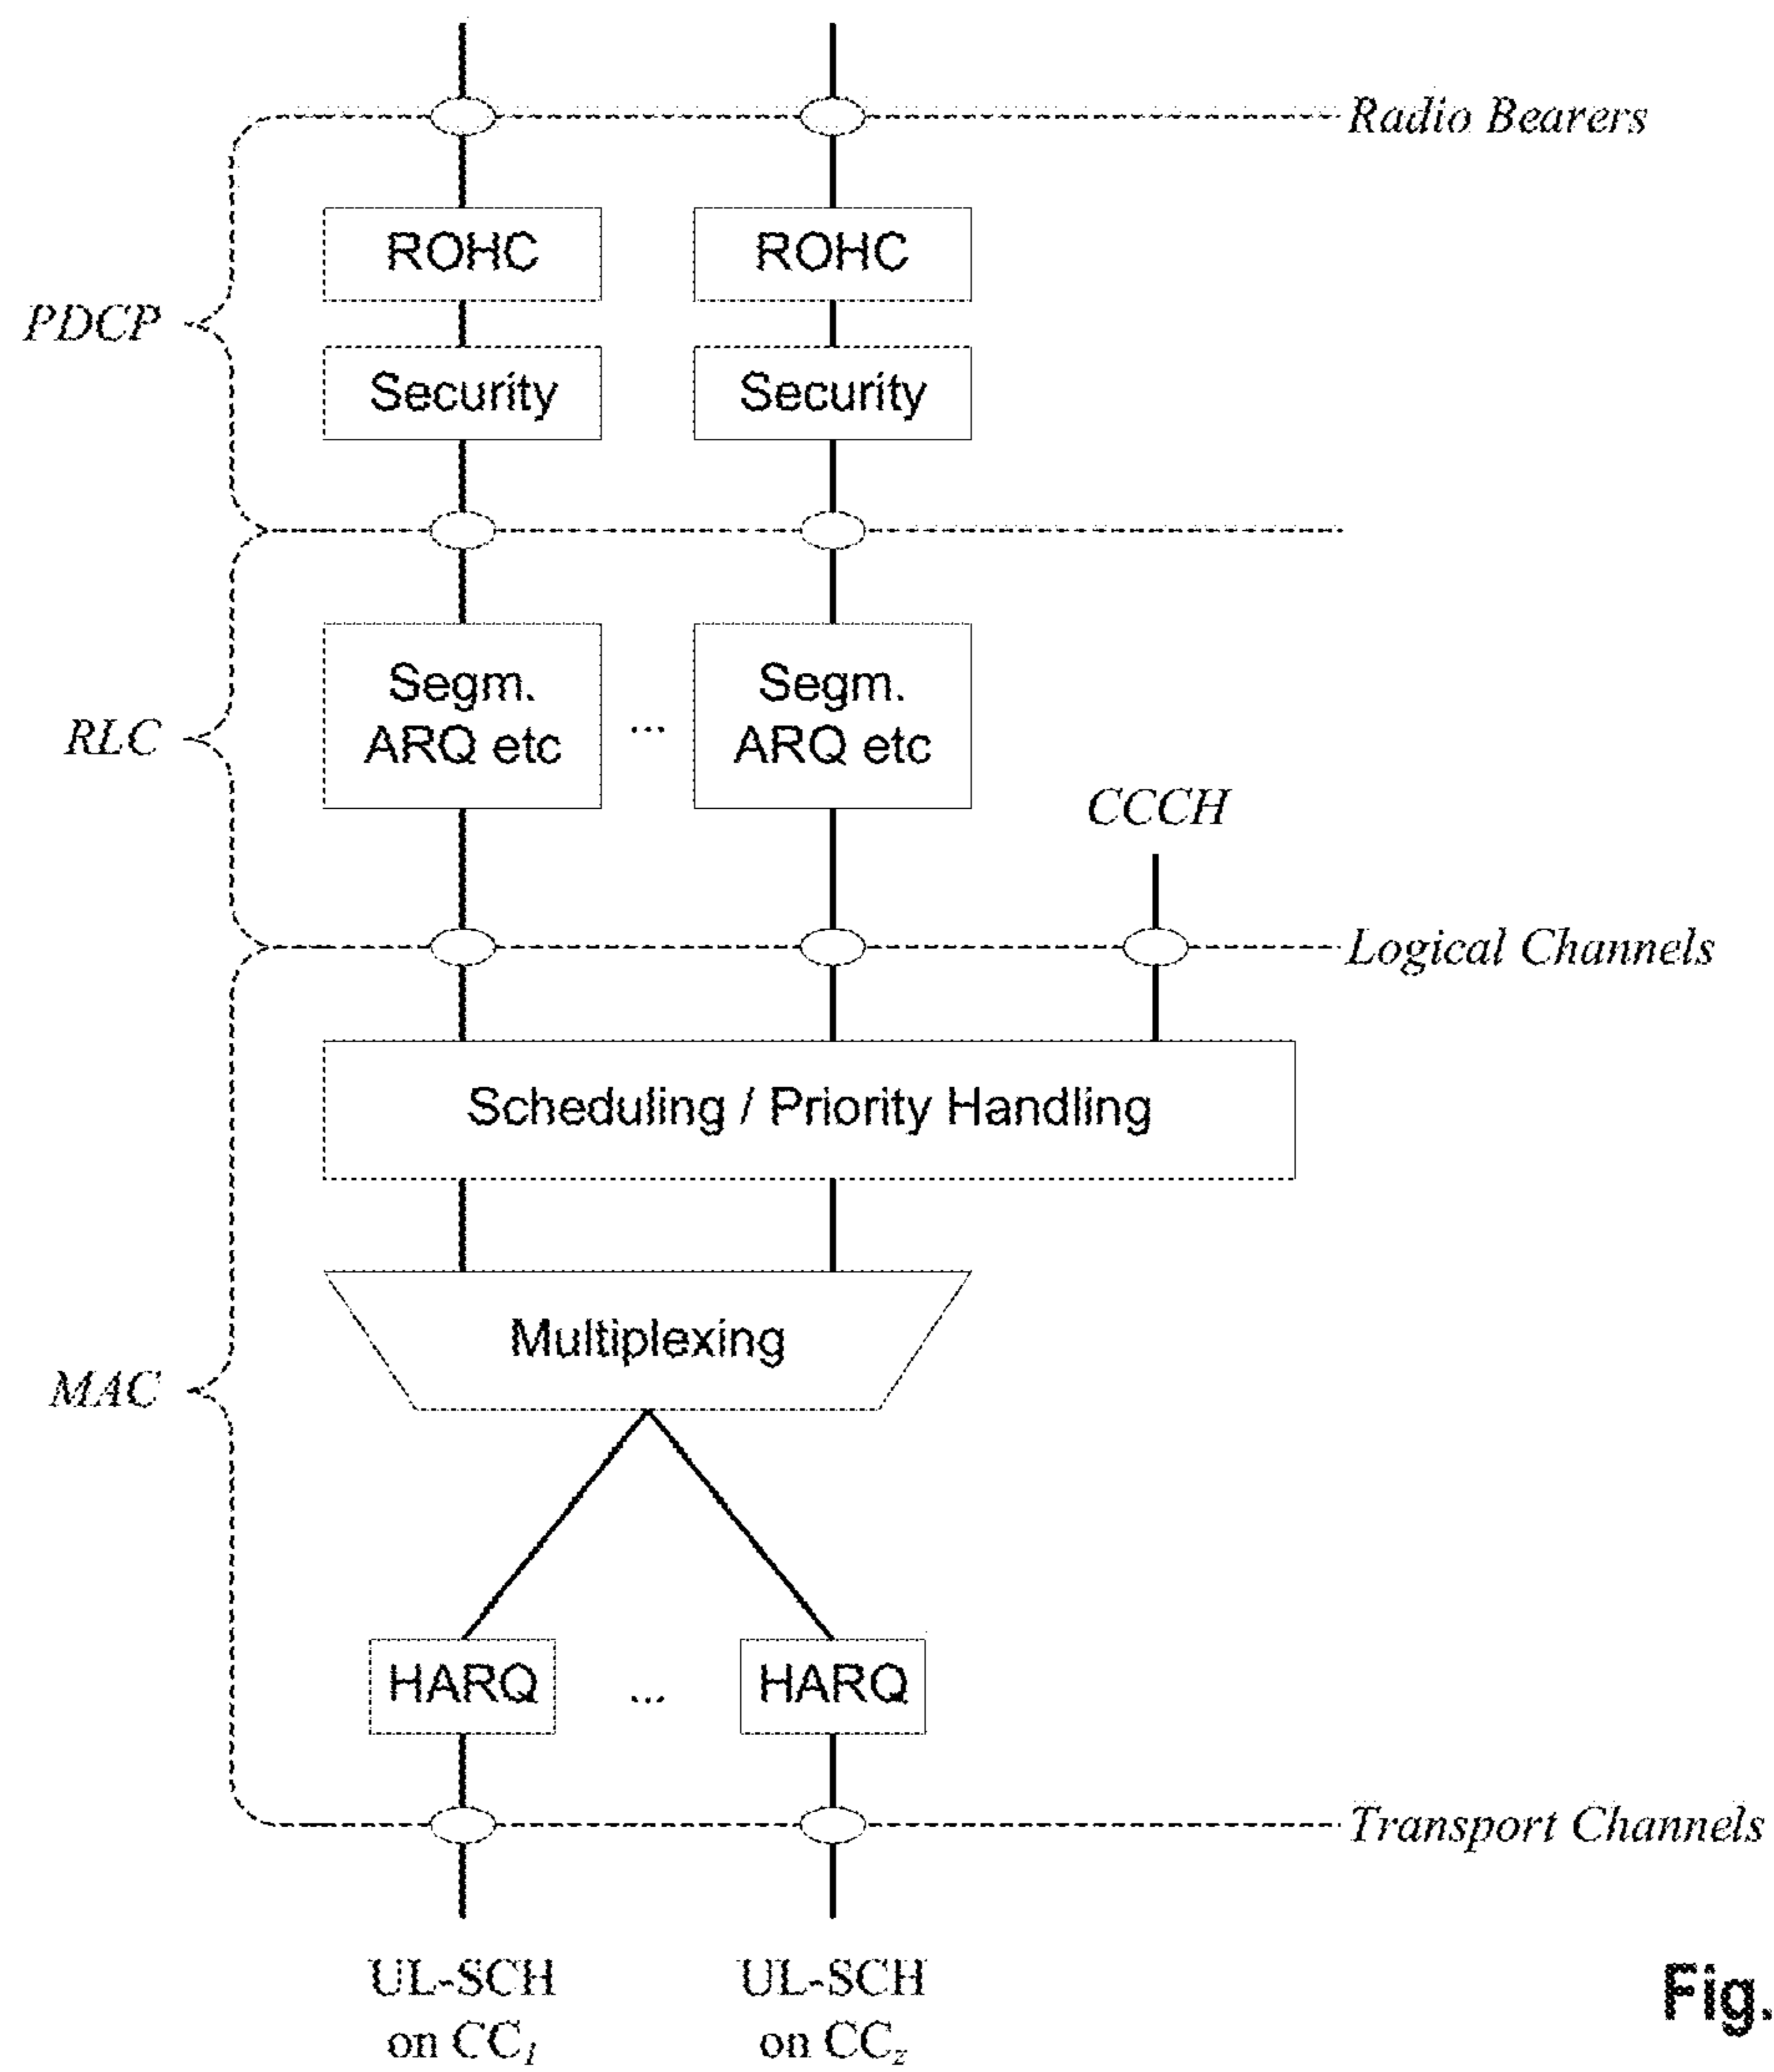 Radio Bearers
ROHC ROHC
PDCP
Security Security
Segm. Segm.
RLC ARQ etc ... ARQ etc
CCCH
Logical Channels
Scheduling / Priority Handling
Multiplexing
MAC
HARQ ... HARQ
Transport Channels
UL-SCH UL-SCH
on CC1 on CCz
Fig.